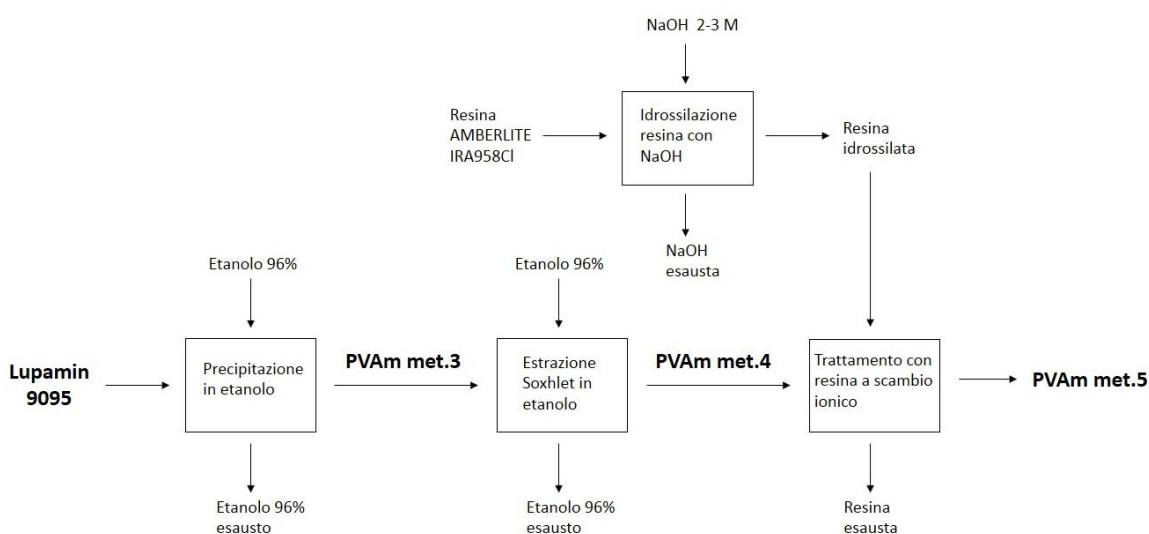 NaOH 2-3 M
Resina
AMBERLITE
IRA958Cl
Idrossilazione
resina con
NaOH
Resina
idrossilata
NaOH
esausta
Etanolo 96%
Etanolo 96%
Lupamin
9095
Precipitazione
in etanolo
PVAm met.3
Estrazione
Soxhlet in
etanolo
PVAm met.4
Trattamento con
resina a scambio
ionico
PVAm met.5
Etanolo 96%
esausto
Etanolo 96%
esausto
Resina
esausta